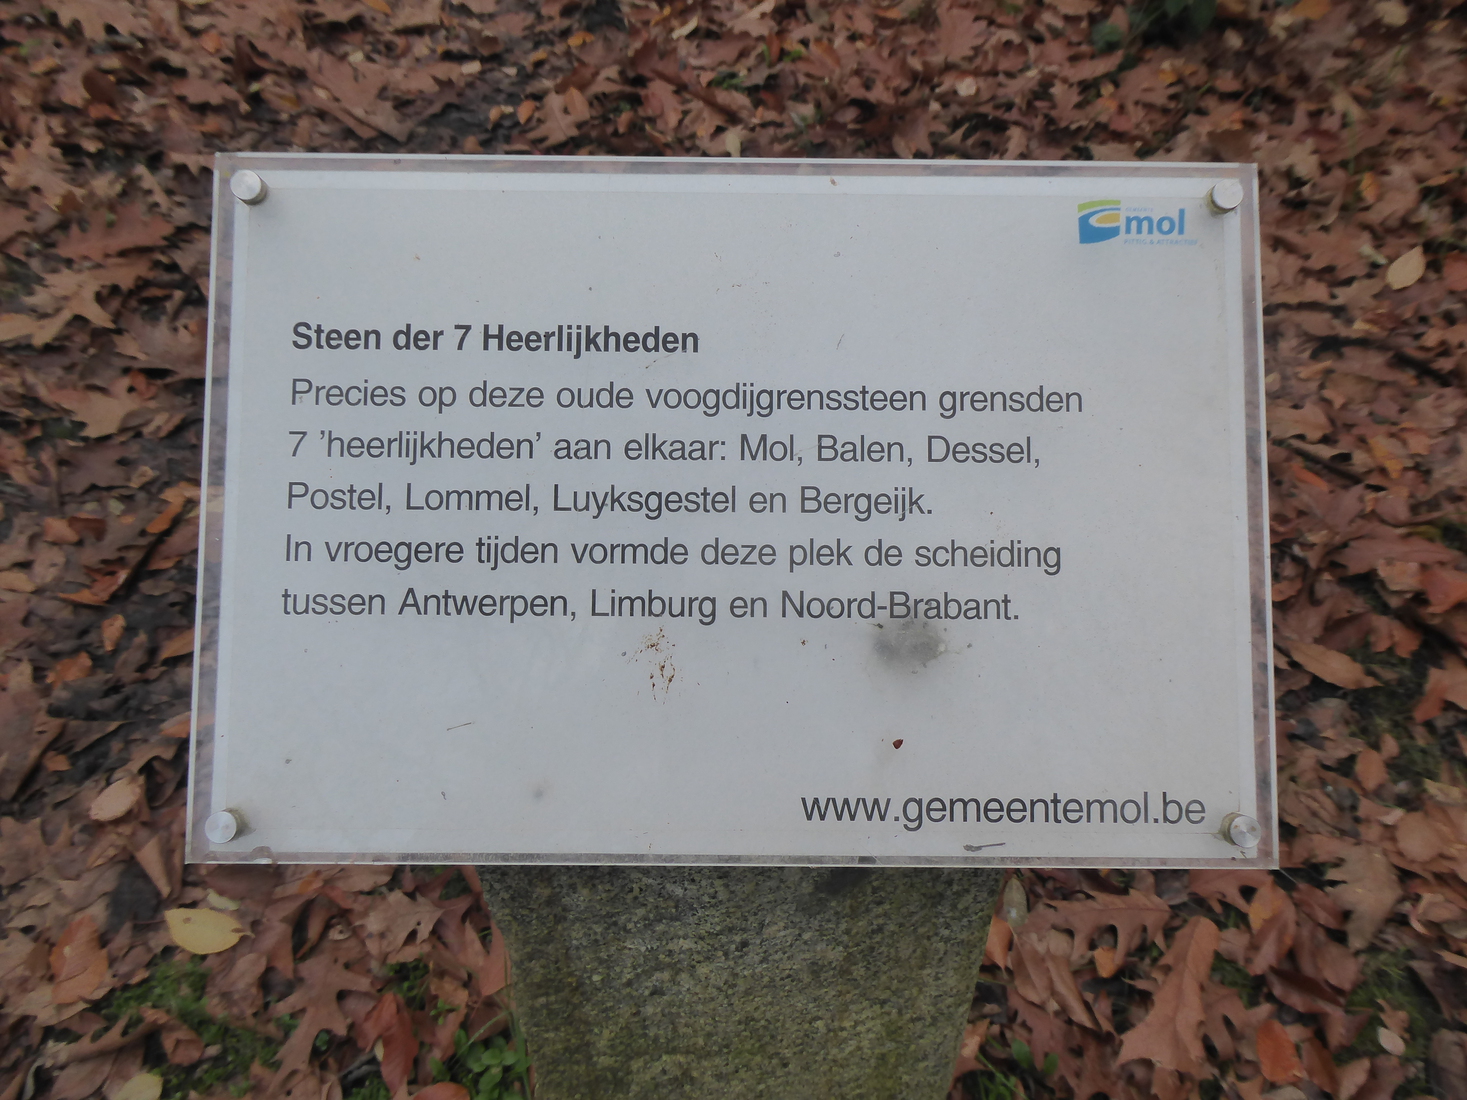 mol
Steen der 7 Heerlijkheden
Precies op deze oude voogdijgrenssteen grensden
7 'heerlijkheden' aan elkaar: Mol, Balen, Dessel,
Postel, Lommel, Luyksgestel en Bergeijk.
In vroegere tijden vormde deze plek de scheiding
tussen Antwerpen, Limburg en Noord-Brabant.
www.gemeentemol.be